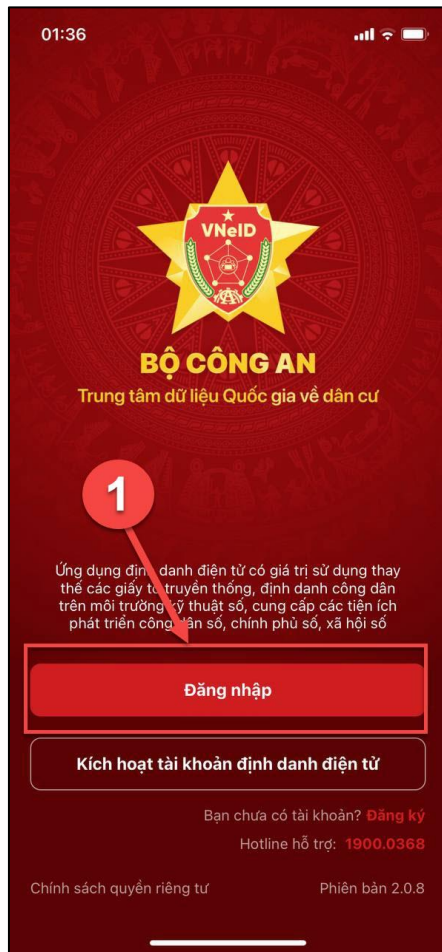 01:36
VNeID
BỘ CÔNG AN
Trung tâm dữ liệu Quốc gia về dân cư
1
Ứng dụng định danh điện tử có giá trị sử dụng thay
thế các giấy tờ truyền thống, định danh công dân
trên môi trường kỹ thuật số, cung cấp các tiện ích
phát triển công dân số, chính phủ số, xã hội số
Đăng nhập
Kích hoạt tài khoản định danh điện tử
Bạn chưa có tài khoản? Đăng ký
Hotline hỗ trợ: 1900.0368
Chính sách quyền riêng tư Phiên bản 2.0.8